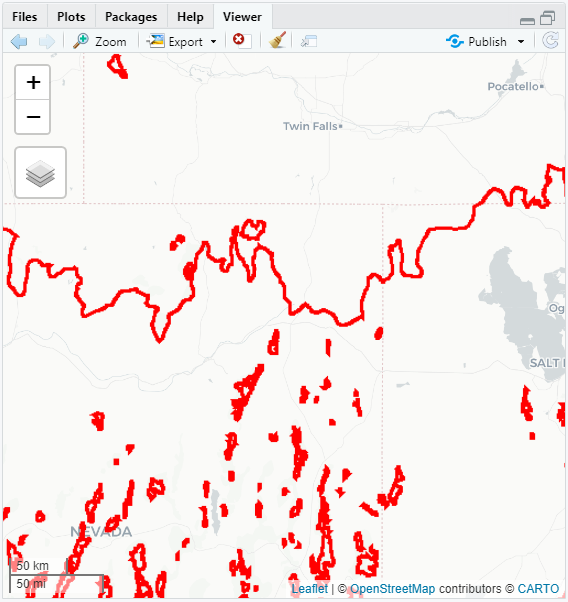 Files Plots Packages Help Viewer
Zoom Export Publish
+
−
Pocatello
Twin Falls
Og
SALT
NEVADA
50 km
50 mi
Leaflet | © OpenStreetMap contributors © CARTO